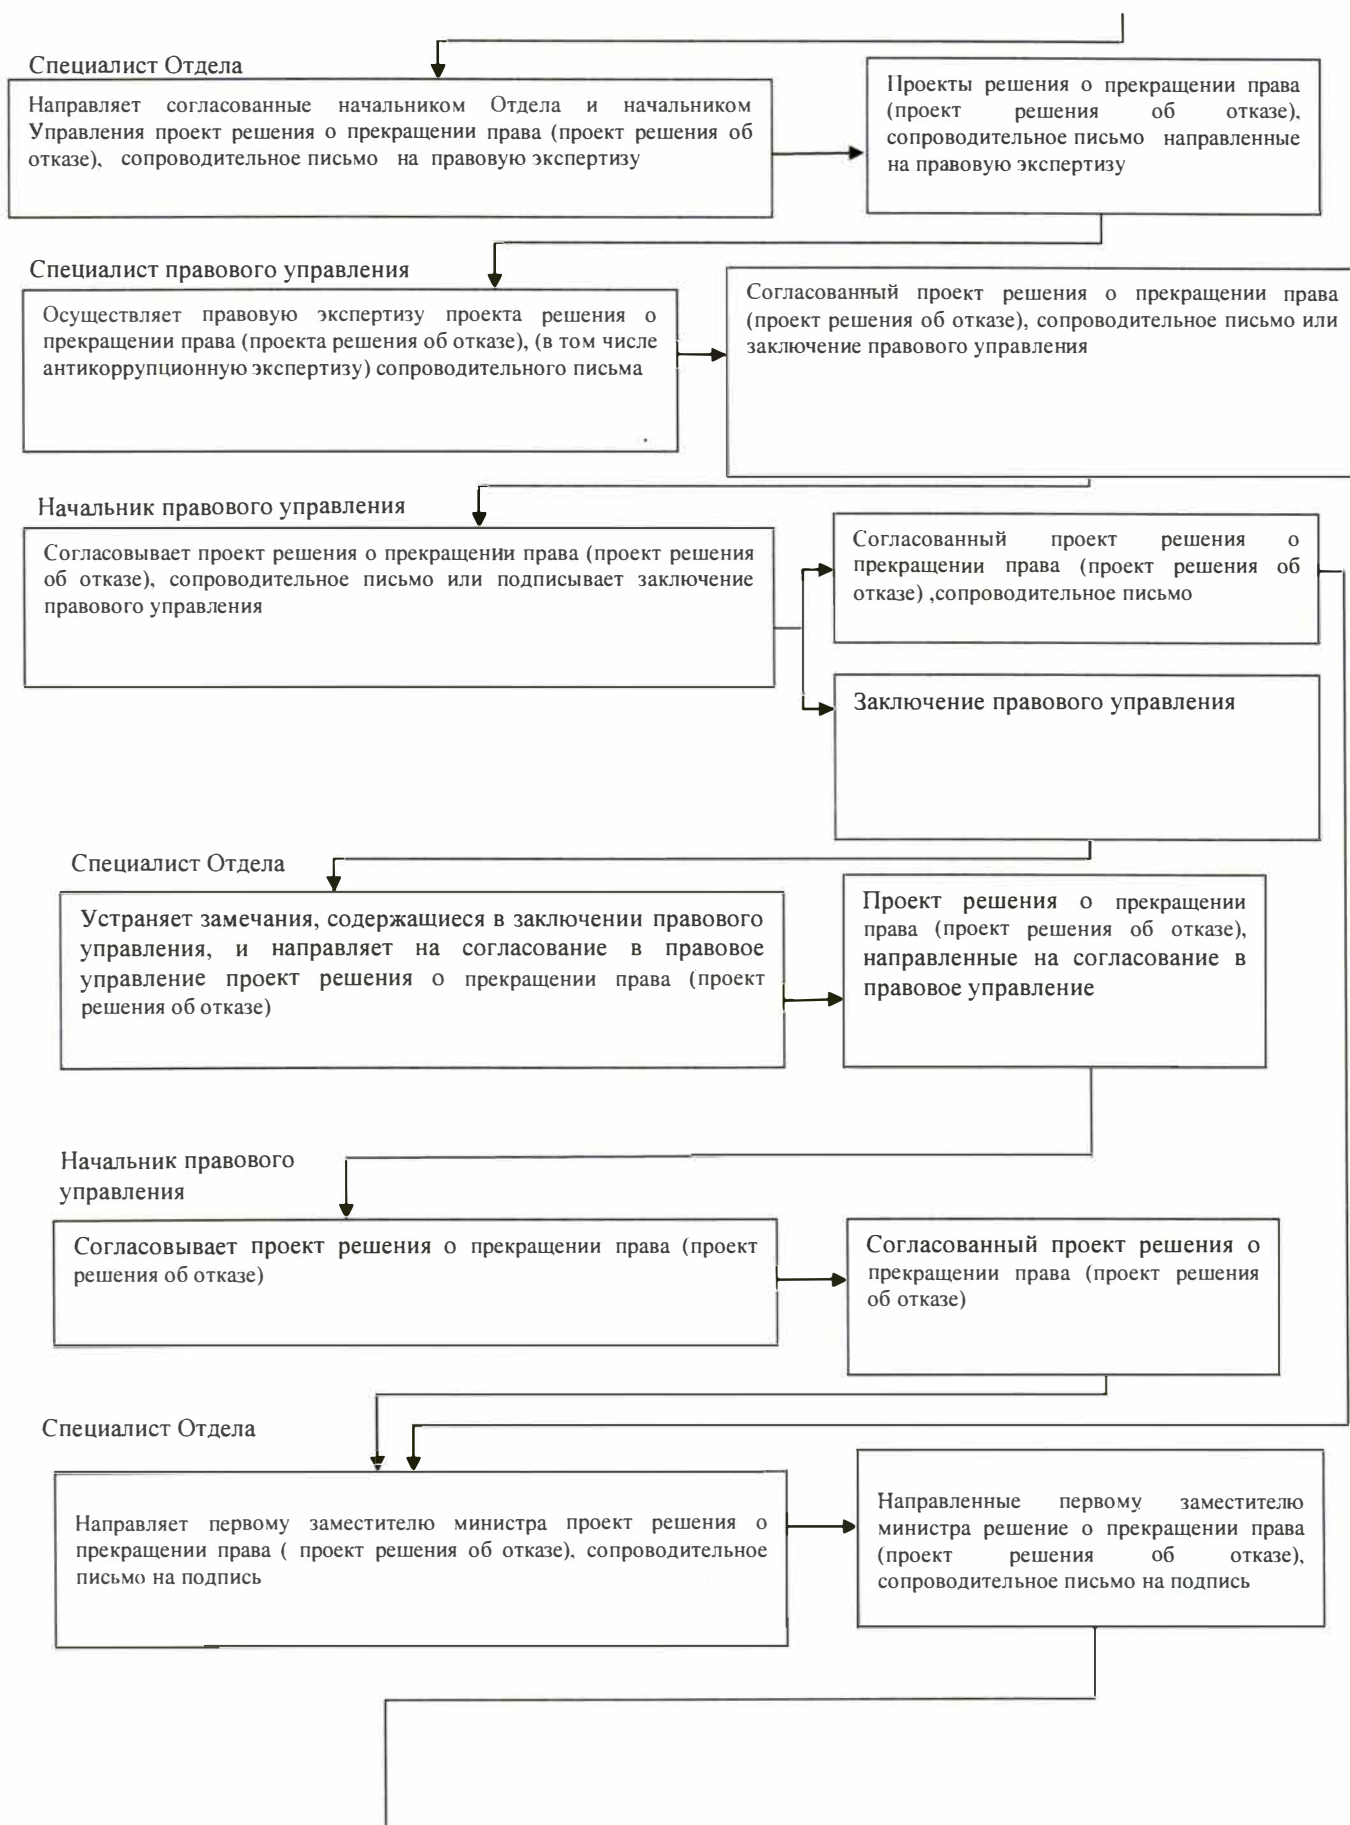 Специалист Отдела
Направляет согласованные начальником Отдела и начальником
Управления проект решения о прекращении права (проект решения об
отказе), сопроводительное письмо на правовую экспертизу
Проекты решения о прекращении права
(проект решения об отказе),
сопроводительное письмо направленные
на правовую экспертизу
Специалист правового управления
Осуществляет правовую экспертизу проекта решения о
прекращении права (проекта решения об отказе), (в том числе
антикоррупционную экспертизу) сопроводительного письма
Согласованный проект решения о прекращении права
(проект решения об отказе), сопроводительное письмо или
заключение правового управления
Начальник правового управления
Согласовывает проект решения о прекращении права (проект решения
об отказе), сопроводительное письмо или подписывает заключение
правового управления
Согласованный проект решения о
прекращении права (проект решения об
отказе) ,сопроводительное письмо
Заключение правового управления
Специалист Отдела
Устраняет замечания, содержащиеся в заключении правового
управления, и направляет на согласование в правовое
управление проект решения о прекращении права (проект
решения об отказе)
Проект решения о прекращении
права (проект решения об отказе),
направленные на согласование в
правовое управление
Начальник правового
управления
Согласовывает проект решения о прекращении права (проект
решения об отказе)
Согласованный проект решения о
прекращении права (проект решения
об отказе)
Специалист Отдела
Направляет первому заместителю министра проект решения о
прекращении права ( проект решения об отказе), сопроводительное
письмо на подпись
Направленные первому заместителю
министра решение о прекращении права
(проект решения об отказе),
сопроводительное письмо на подпись